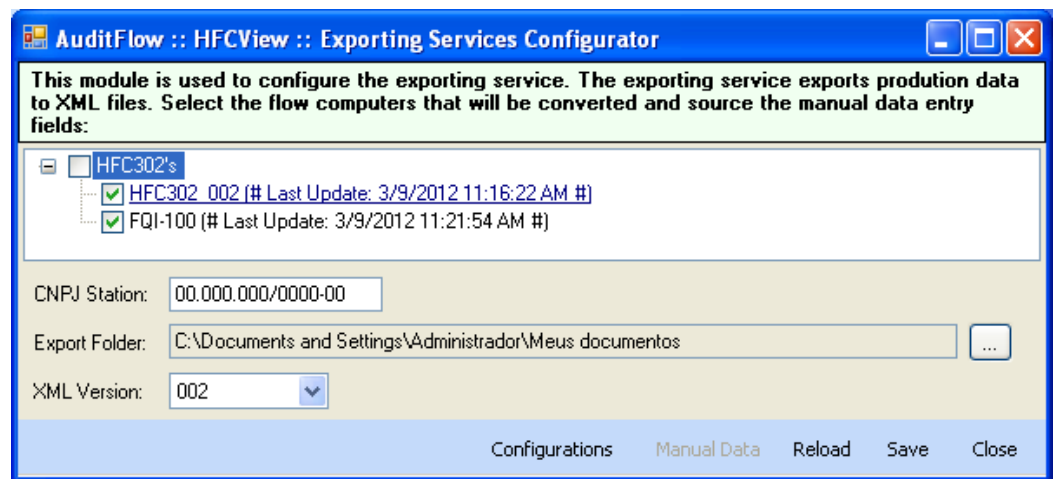 AuditFlow :: HFCView :: Exporting Services Configurator
This module is used to configure the exporting service. The exporting service exports prodution data
to XML files. Select the flow computers that will be converted and source the manual data entry
fields:
HFC302's
HFC302_002 (# Last Update: 3/9/2012 11:16:22 AM #)
FQI-100 (# Last Update: 3/9/2012 11:21:54 AM #)
CNPJ Station: 00.000.000/0000-00
Export Folder: C:\Documents and Settings\Administrador\Meus documentos ...
XML Version: 002
Configurations Manual Data Reload Save Close